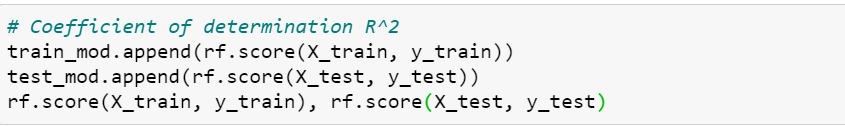 # Coefficient of determination R^2
train_mod.append(rf.score(X_train, y_train))
test_mod.append(rf.score(X_test, y_test))
rf.score(X_train, y_train), rf.score(X_test, y_test)